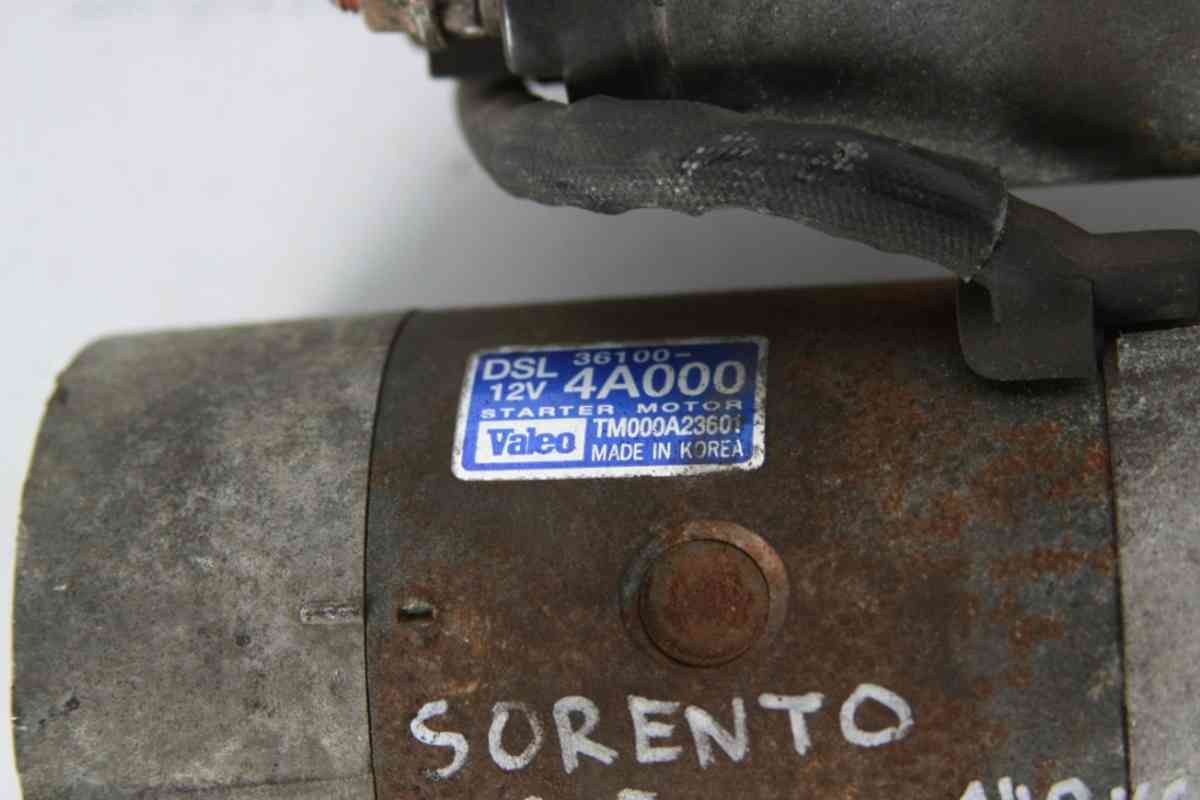 DSL 36100-
12V 4A000
STARTER MOTOR
Valeo TM000A23601
MADE IN KOREA
SORENTO